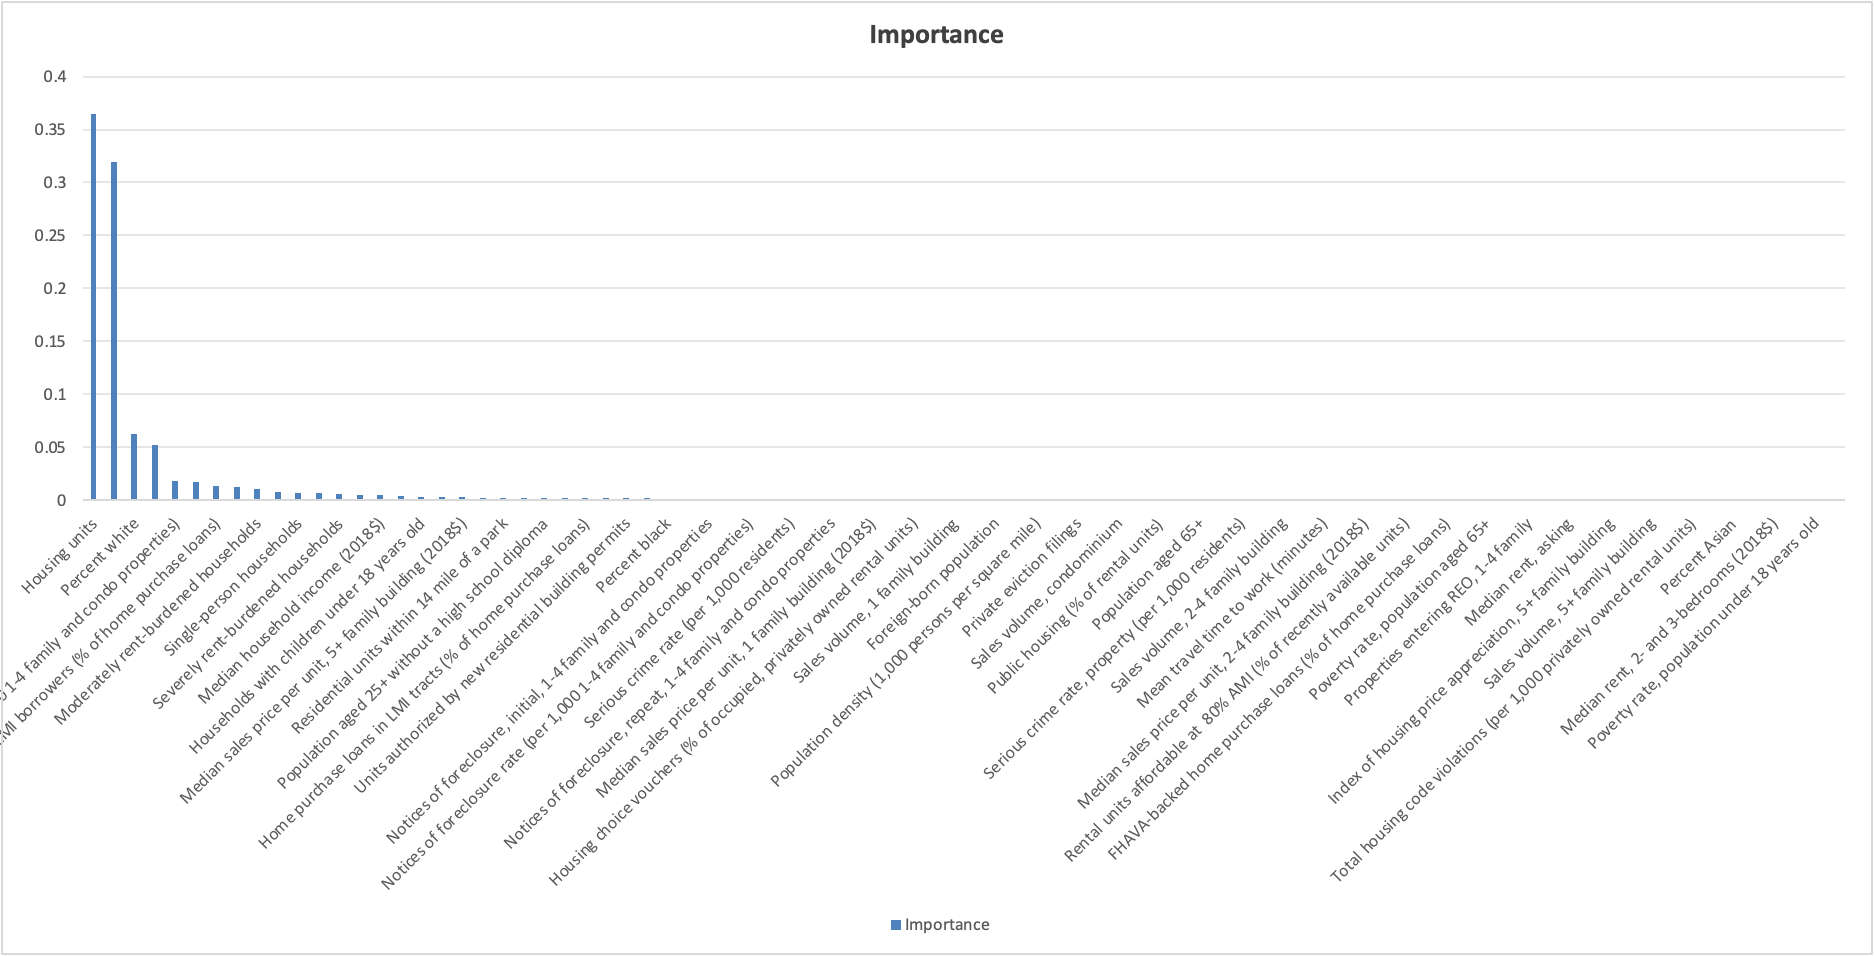 Importance
0.4
0.35
0.3
0.25
0.2
0.15
0.1
0.05
0
Housing units
Percent white
1-4 family and condo properties)
borrowers (% of home purchase loans)
Moderately rent-burdened households
Single-person households
Severely rent-burdened households
Median household income (2018$)
Households with children under 18 years old
Median sales price per unit, 5+ family building (2018$)
Residential units within 14 mile of a park
Population aged 25+ without a high school diploma
Home purchase loans in LMI tracts (% of home purchase loans)
Units authorized by new residential building permits
Percent black
Notices of foreclosure, initial, 1-4 family and condo properties
Notices of foreclosure rate (per 1,000 1-4 family and condo properties)
Serious crime rate (per 1,000 residents)
Notices of foreclosure, repeat, 1-4 family and condo properties
Median sales price per unit, 1 family building (2018$)
Housing choice vouchers (% of occupied, privately owned rental units)
Sales volume, 1 family building
Foreign-born population
Population density (1,000 persons per square mile)
Private eviction filings
Sales volume, condominium
Public housing (% of rental units)
Population aged 65+
Serious crime rate, property (per 1,000 residents)
Sales volume, 2-4 family building
Mean travel time to work (minutes)
Median sales price per unit, 2-4 family building (2018$)
Rental units affordable at 80% AMI (% of recently available units)
FHAVA-backed home purchase loans (% of home purchase loans)
Poverty rate, population aged 65+
Properties entering REO, 1-4 family
Median rent, asking
Index of housing price appreciation, 5+ family building
Sales volume, 5+ family building
Total housing code violations (per 1,000 privately owned rental units)
Percent Asian
Median rent, 2- and 3-bedrooms (2018$)
Poverty rate, population under 18 years old
Importance